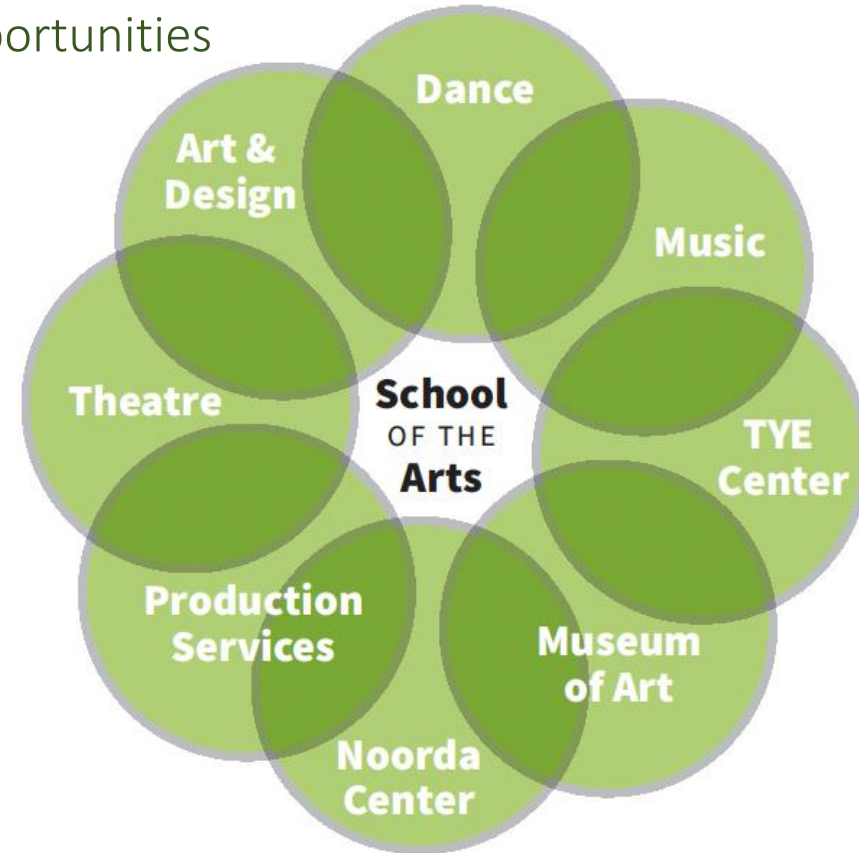 portunities
Dance
Art &
Design
Music
Theatre
School
OF THE
Arts
TYE
Center
Production
Services
Museum
of Art
Noorda
Center